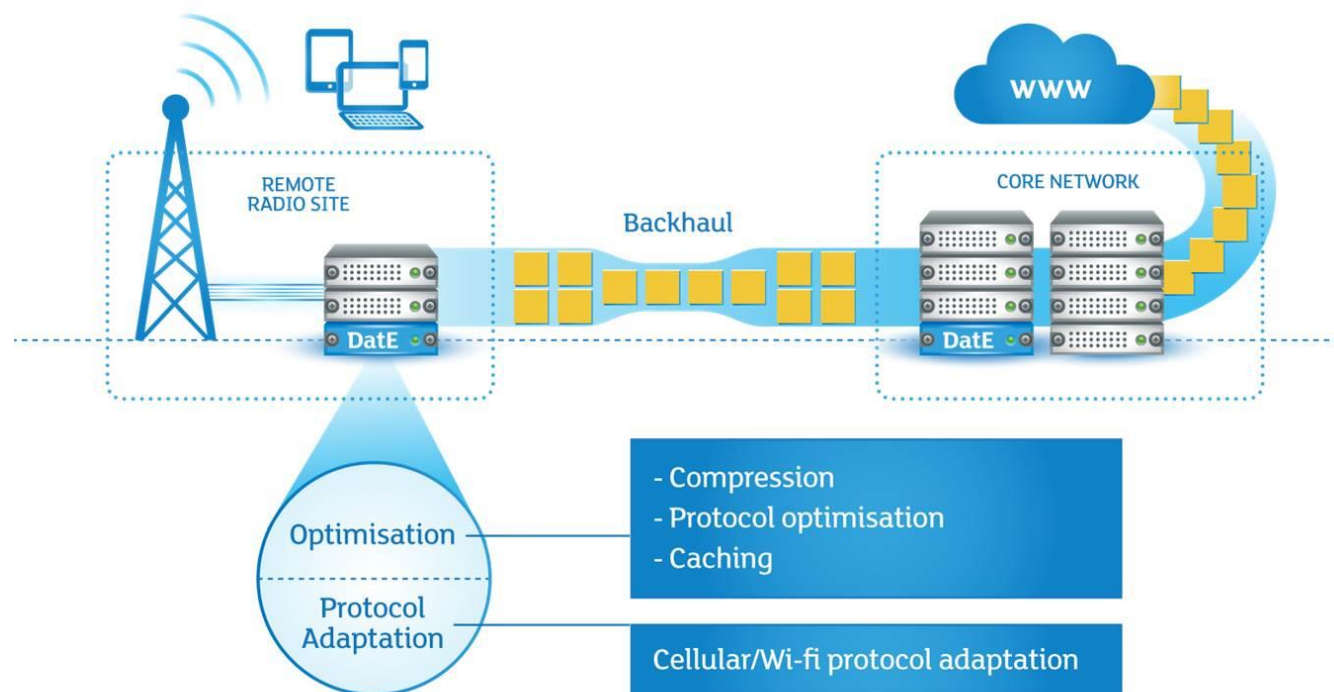 WWW
REMOTE
RADIO SITE
CORE NETWORK
Backhaul
DatE
DatE
Optimisation
- Compression
- Protocol optimisation
- Caching
Protocol
Adaptation
Cellular/Wi-fi protocol adaptation